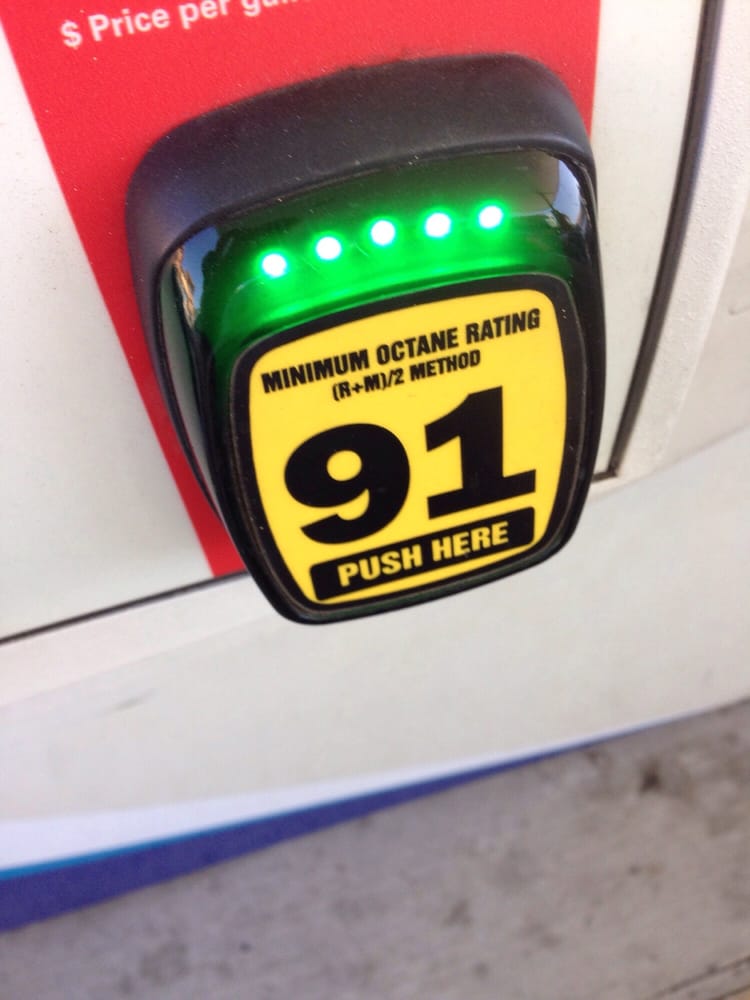 $ Price per
MINIMUM OCTANE RATING
(R+M)/2 METHOD
91
PUSH HERE